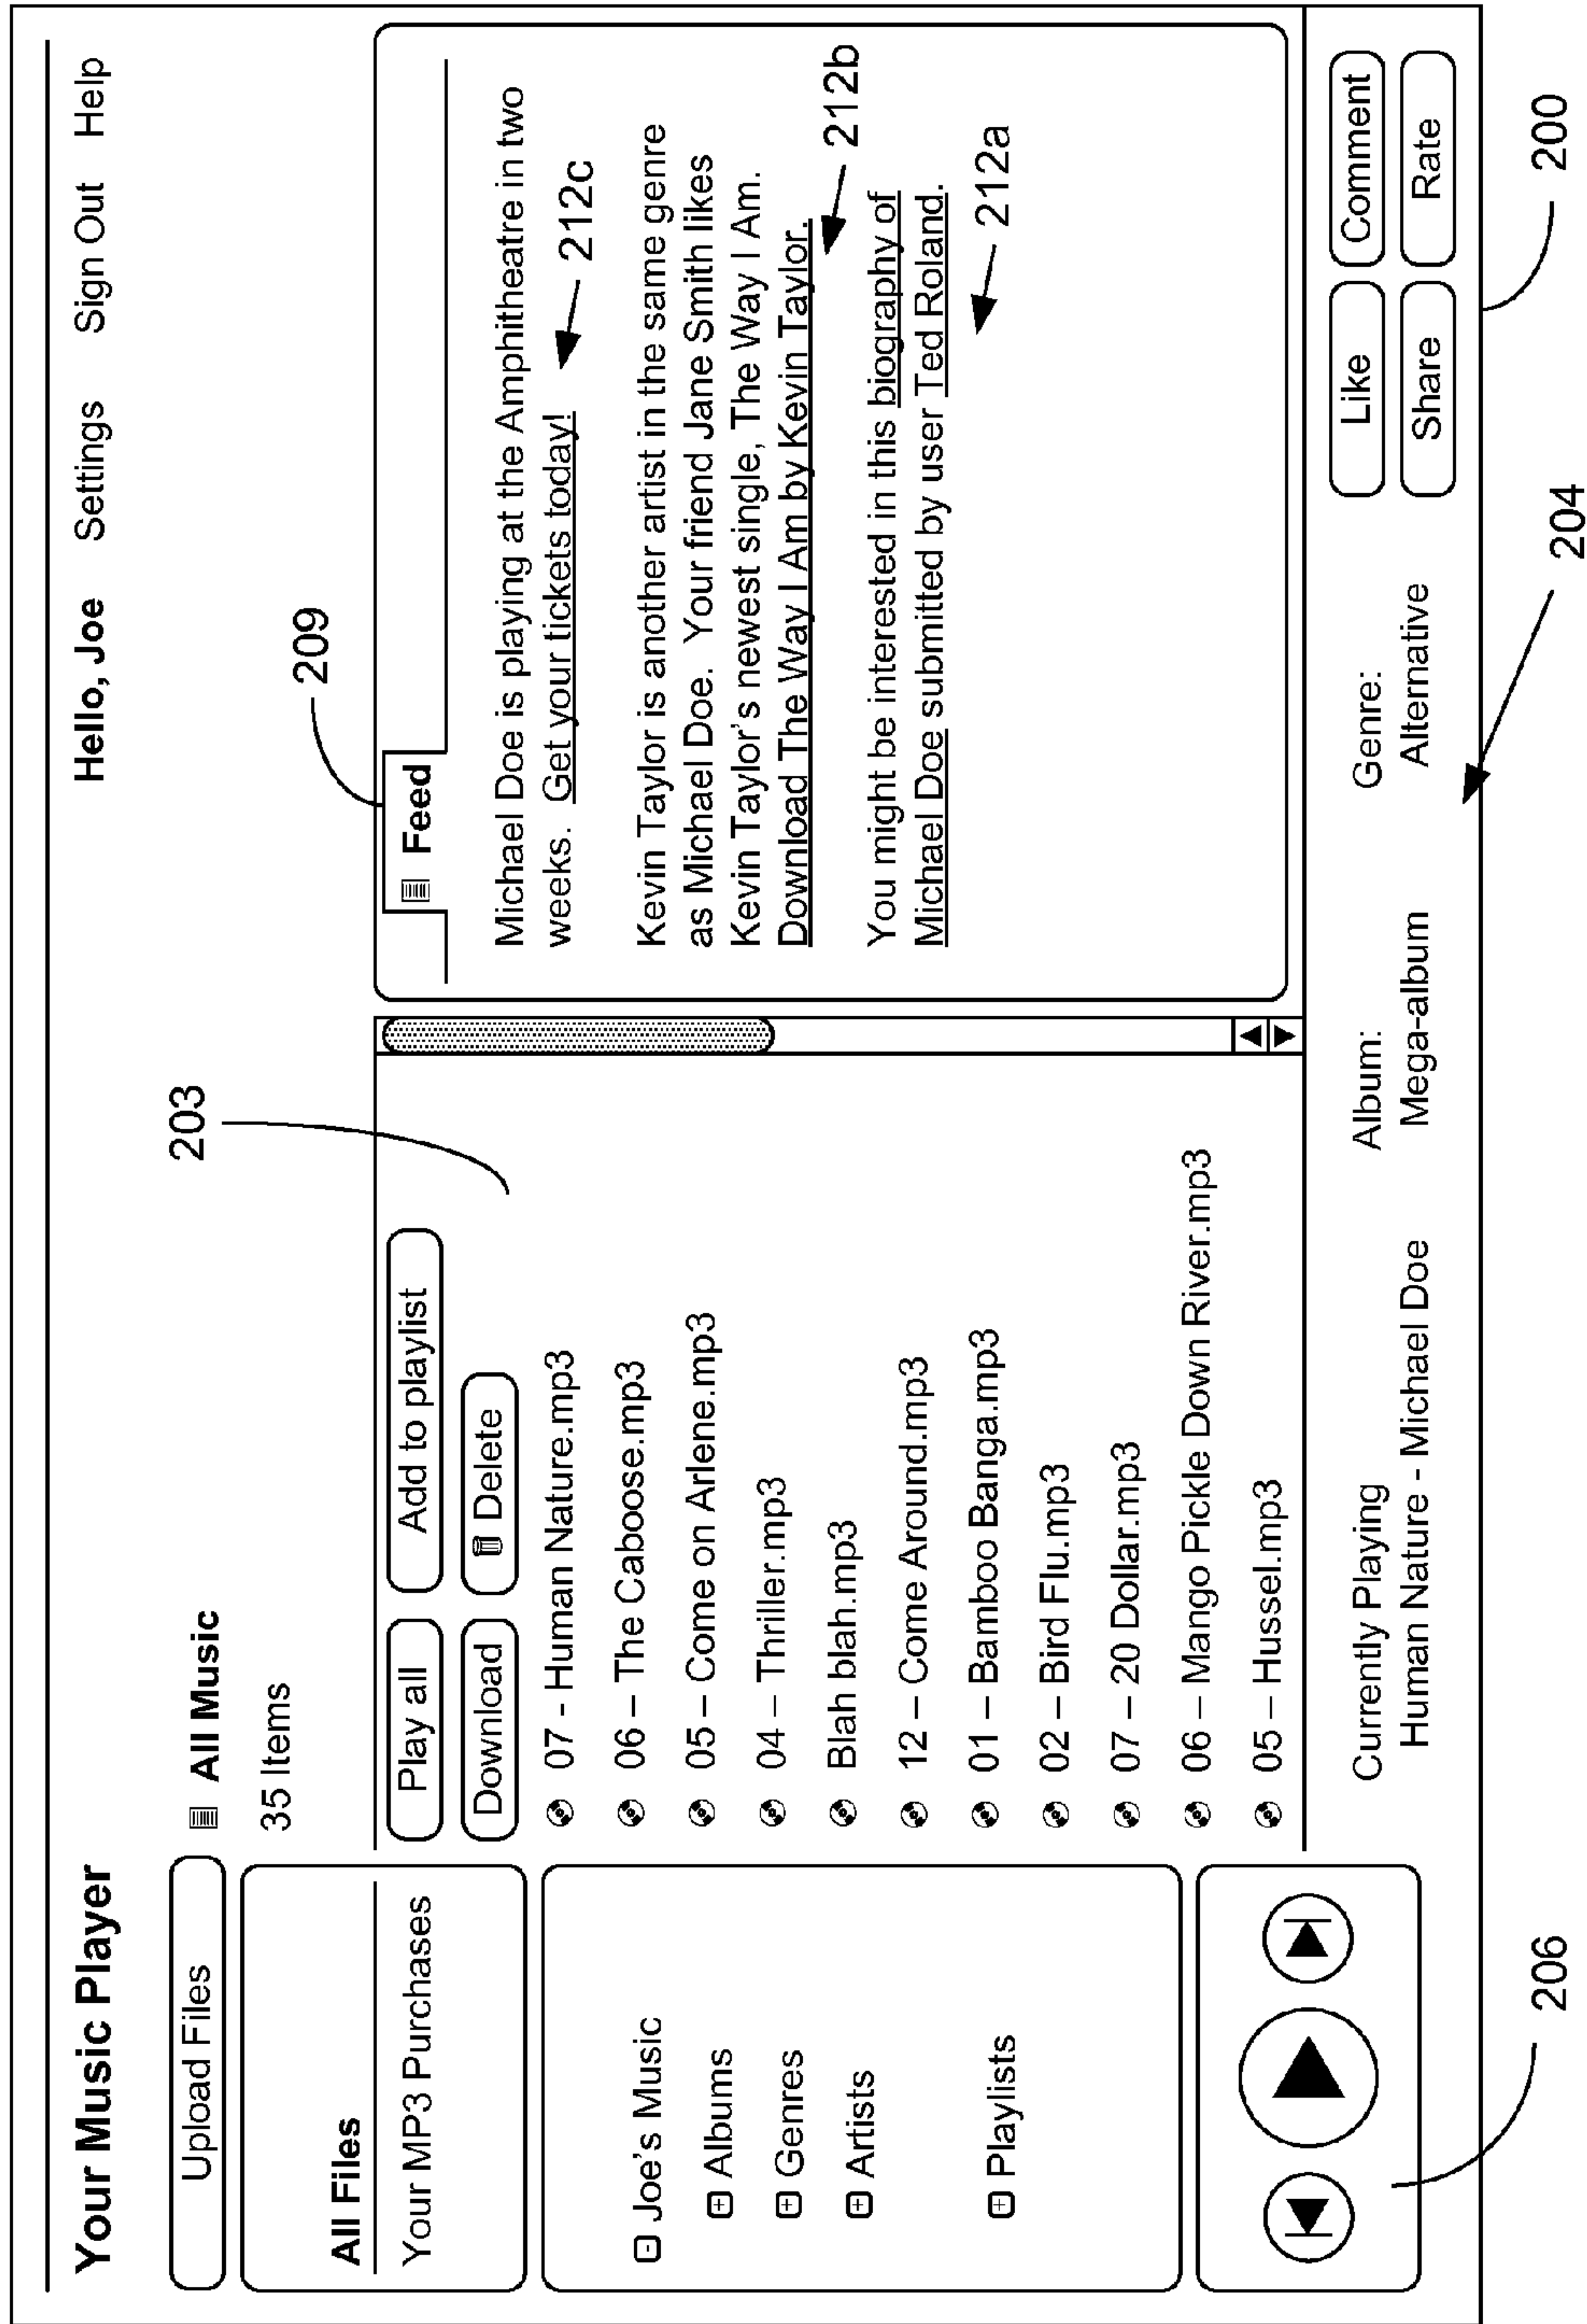 Your Music Player
Hello, Joe Settings Sign Out Help
Upload Files
All Files
Your MP3 Purchases
- Joe's Music
+ Albums
+ Genres
+ Artists
+ Playlists
206
All Music
35 Items
203
Play all Add to playlist
Download Delete
07 - Human Nature.mp3
06 – The Caboose.mp3
05 – Come on Arlene.mp3
04 – Thriller.mp3
Blah blah.mp3
12 – Come Around.mp3
01 – Bamboo Banga.mp3
02 – Bird Flu.mp3
07 – 20 Dollar.mp3
06 – Mango Pickle Down River.mp3
05 – Hussel.mp3
209
Feed
Michael Doe is playing at the Amphitheatre in two
weeks. Get your tickets today!
212c
Kevin Taylor is another artist in the same genre
as Michael Doe. Your friend Jane Smith likes
Kevin Taylor's newest single, The Way I Am.
Download The Way I Am by Kevin Taylor.
212b
You might be interested in this biography of
Michael Doe submitted by user Ted Roland.
212a
Currently Playing
Human Nature - Michael Doe
Album:
Mega-album
Genre:
Alternative
Like Comment
Share Rate
204
200